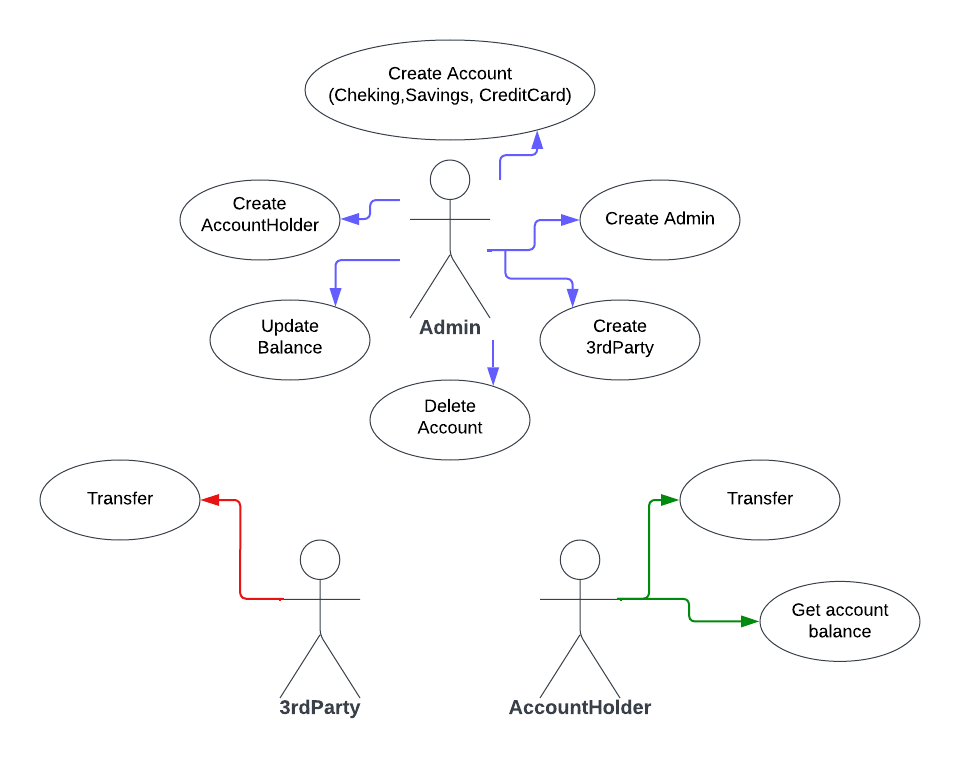 Create Account
(Cheking,Savings, CreditCard)
Create
AccountHolder
Create Admin
Update
Balance
Admin
Create
3rdParty
Delete
Account
Transfer
Transfer
Get account
balance
3rdParty
AccountHolder